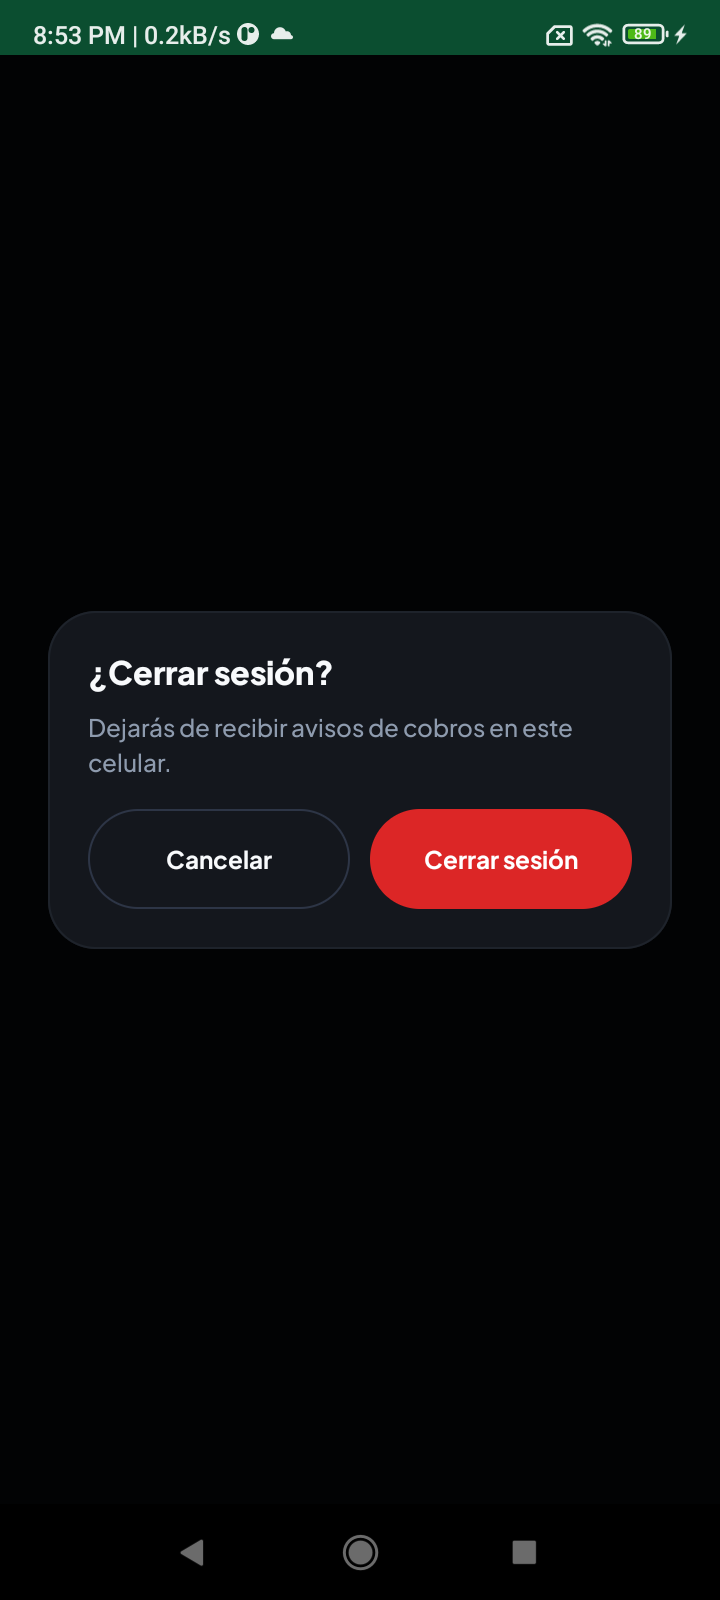 8:53 PM | 0.2kB/s
89
¿Cerrar sesión?
Dejarás de recibir avisos de cobros en este
celular.
Cancelar
Cerrar sesión